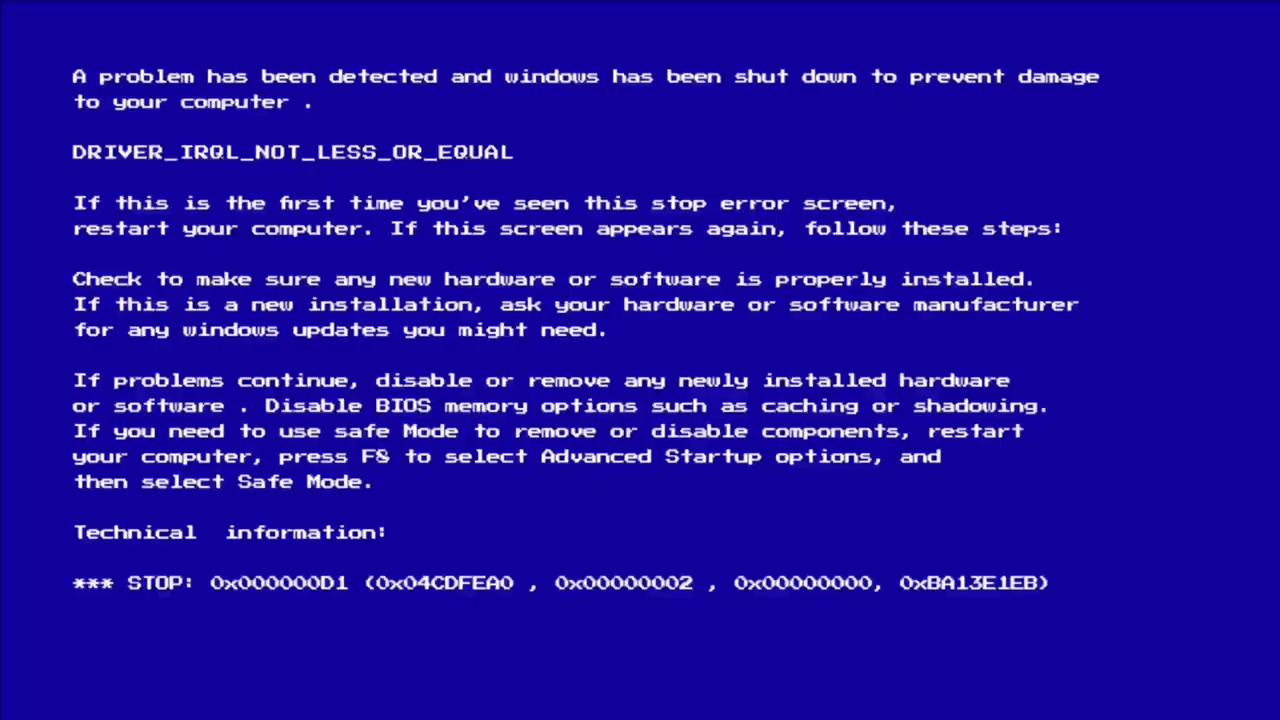 A problem has been detected and windows has been shut down to prevent damage
to your computer .
DRIVER_IRQL_NOT_LESS_OR_EQUAL
If this is the first time you've seen this stop error screen,
restart your computer. If this screen appears again, follow these steps:
Check to make sure any new hardware or software is properly installed.
If this is a new installation, ask your hardware or software manufacturer
for any windows updates you might need.
If problems continue, disable or remove any newly installed hardware
or software . Disable BIOS memory options such as caching or shadowing.
If you need to use safe Mode to remove or disable components, restart
your computer, press F8 to select Advanced Startup options, and
then select Safe Mode.
Technical  information:
*** STOP: 0x000000D1 (0x04CDFEA0 , 0x00000002 , 0x00000000, 0xBA13E1EB)